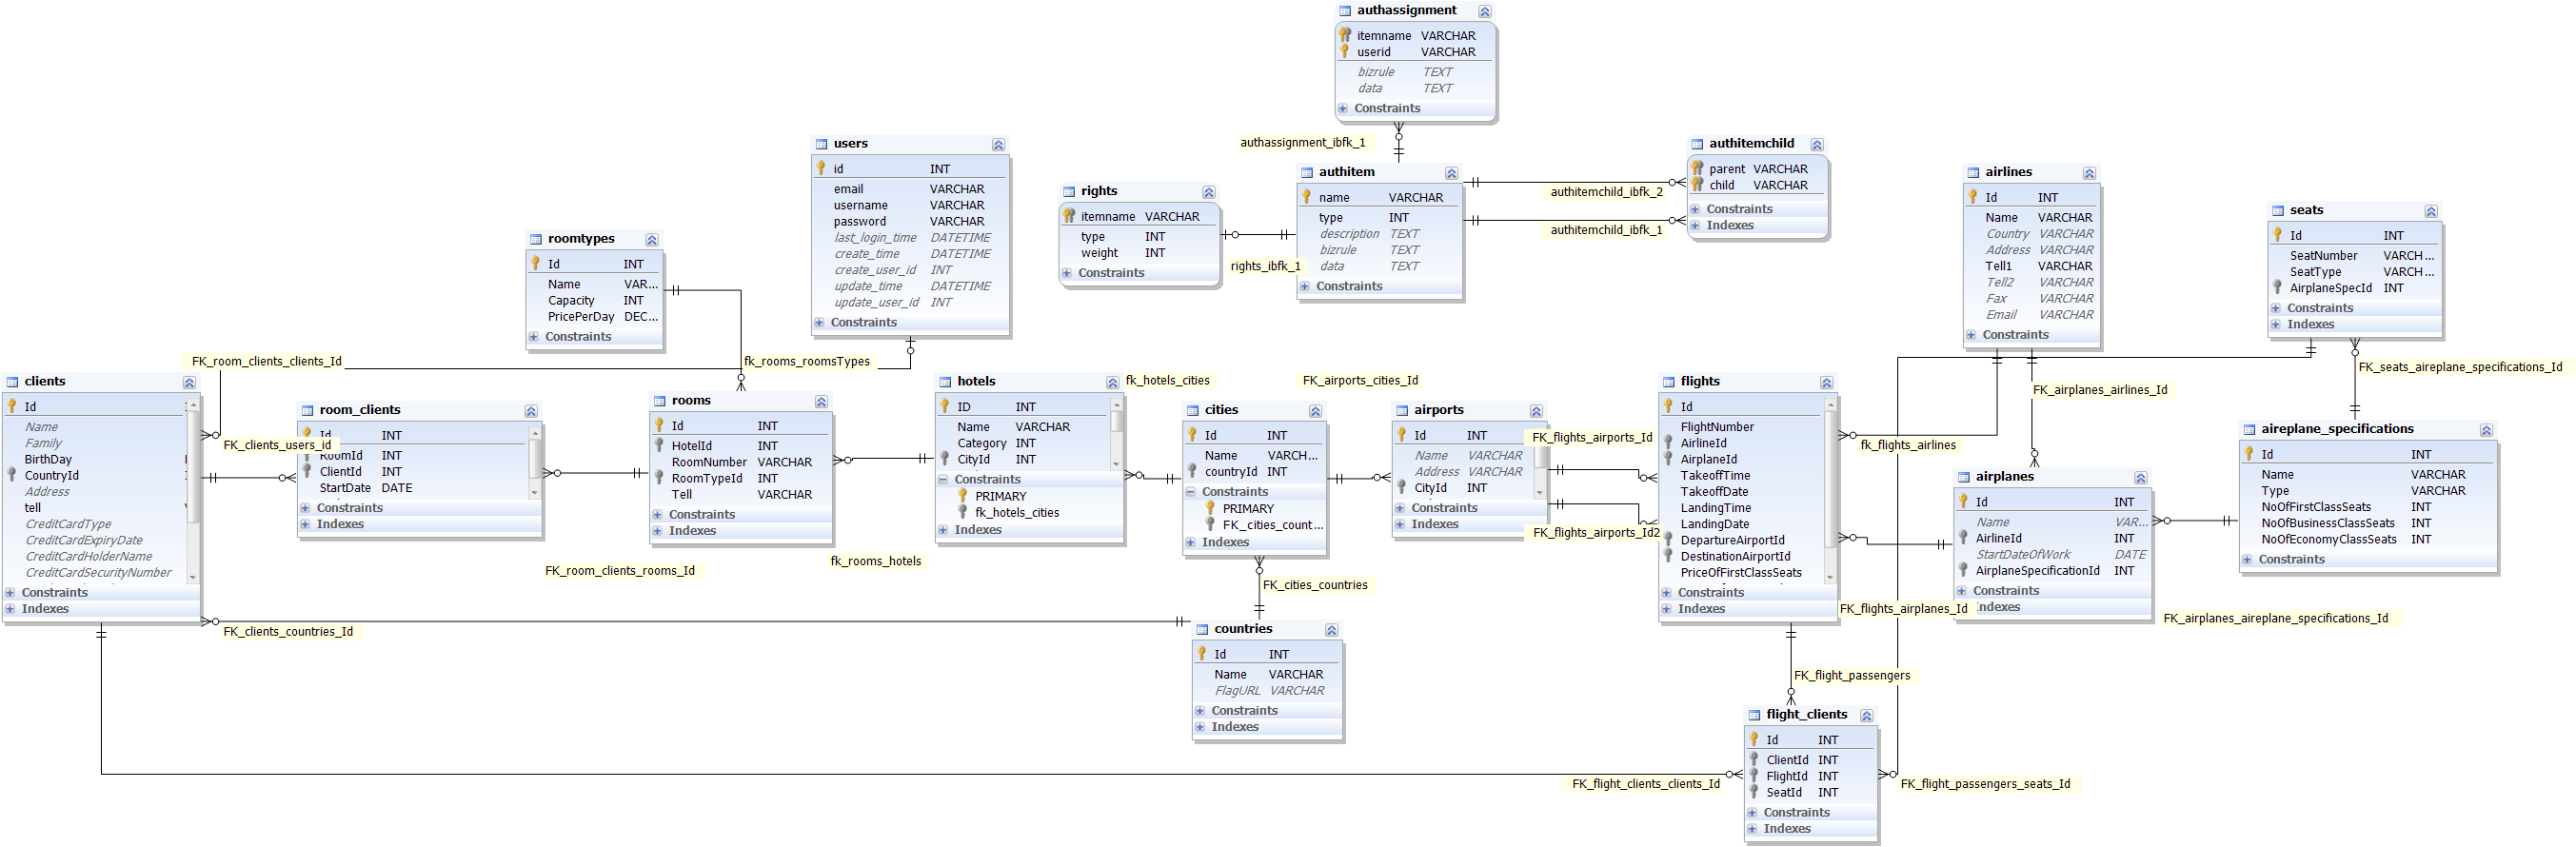 authassignment
itemname VARCHAR
userid VARCHAR
bizrule TEXT
data TEXT
Constraints
authassignment_ibfk_1
users
id INT
email VARCHAR
username VARCHAR
password VARCHAR
last_login_time DATETIME
create_time DATETIME
create_user_id INT
update_time DATETIME
update_user_id INT
Constraints
rights
itemname VARCHAR
type INT
weight INT
Constraints
rights_ibfk_1
authitem
name VARCHAR
type INT
description TEXT
bizrule TEXT
data TEXT
Constraints
authitemchild_ibfk_2
authitemchild_ibfk_1
authitemchild
parent VARCHAR
child VARCHAR
Constraints
Indexes
airlines
Id INT
Name VARCHAR
Country VARCHAR
Address VARCHAR
Tell1 VARCHAR
Tell2 VARCHAR
Fax VARCHAR
Email VARCHAR
Constraints
seats
Id INT
SeatNumber VARCH...
SeatType VARCH...
AirplaneSpecId INT
Constraints
Indexes
FK_seats_aireplane_specifications_Id
roomtypes
Id INT
Name VAR...
Capacity INT
PricePerDay DEC...
Constraints
FK_room_clients_clients_Id
fk_rooms_roomsTypes
clients
Id
Name
Family
BirthDay
CountryId
Address
tell
CreditCardType
CreditCardExpiryDate
CreditCardHolderName
CreditCardSecurityNumber
Constraints
Indexes
FK_clients_users_id
FK_clients_countries_Id
room_clients
Id INT
RoomId INT
ClientId INT
StartDate DATE
Constraints
Indexes
FK_room_clients_rooms_Id
rooms
Id INT
HotelId INT
RoomNumber VARCHAR
RoomTypeId INT
Tell VARCHAR
Constraints
Indexes
fk_rooms_hotels
hotels
ID INT
Name VARCHAR
Category INT
CityId INT
Constraints
PRIMARY
fk_hotels_cities
Indexes
fk_hotels_cities
cities
Id INT
Name VARCH...
countryId INT
Constraints
PRIMARY
FK_cities_count...
Indexes
FK_cities_countries
FK_airports_cities_Id
airports
Id INT
Name VARCHAR
Address VARCHAR
CityId INT
Constraints
Indexes
FK_flights_airports_Id
FK_flights_airports_Id2
flights
Id
FlightNumber
AirlineId
AirplaneId
TakeoffTime
TakeoffDate
LandingTime
LandingDate
DepartureAirportId
DestinationAirportId
PriceOfFirstClassSeats
Constraints
Indexes
fk_flights_airlines
FK_airplanes_airlines_Id
FK_flights_airplanes_Id
airplanes
Id INT
Name VAR...
AirlineId INT
StartDateOfWork DATE
AirplaneSpecificationId INT
Constraints
ndexes
FK_airplanes_aireplane_specifications_Id
aireplane_specifications
Id INT
Name VARCHAR
Type VARCHAR
NoOfFirstClassSeats INT
NoOfBusinessClassSeats INT
NoOfEconomyClassSeats INT
Constraints
countries
Id INT
Name VARCHAR
FlagURL VARCHAR
Constraints
Indexes
FK_flight_passengers
flight_clients
Id INT
ClientId INT
FlightId INT
SeatId INT
Constraints
Indexes
FK_flight_clients_clients_Id
FK_flight_passengers_seats_Id